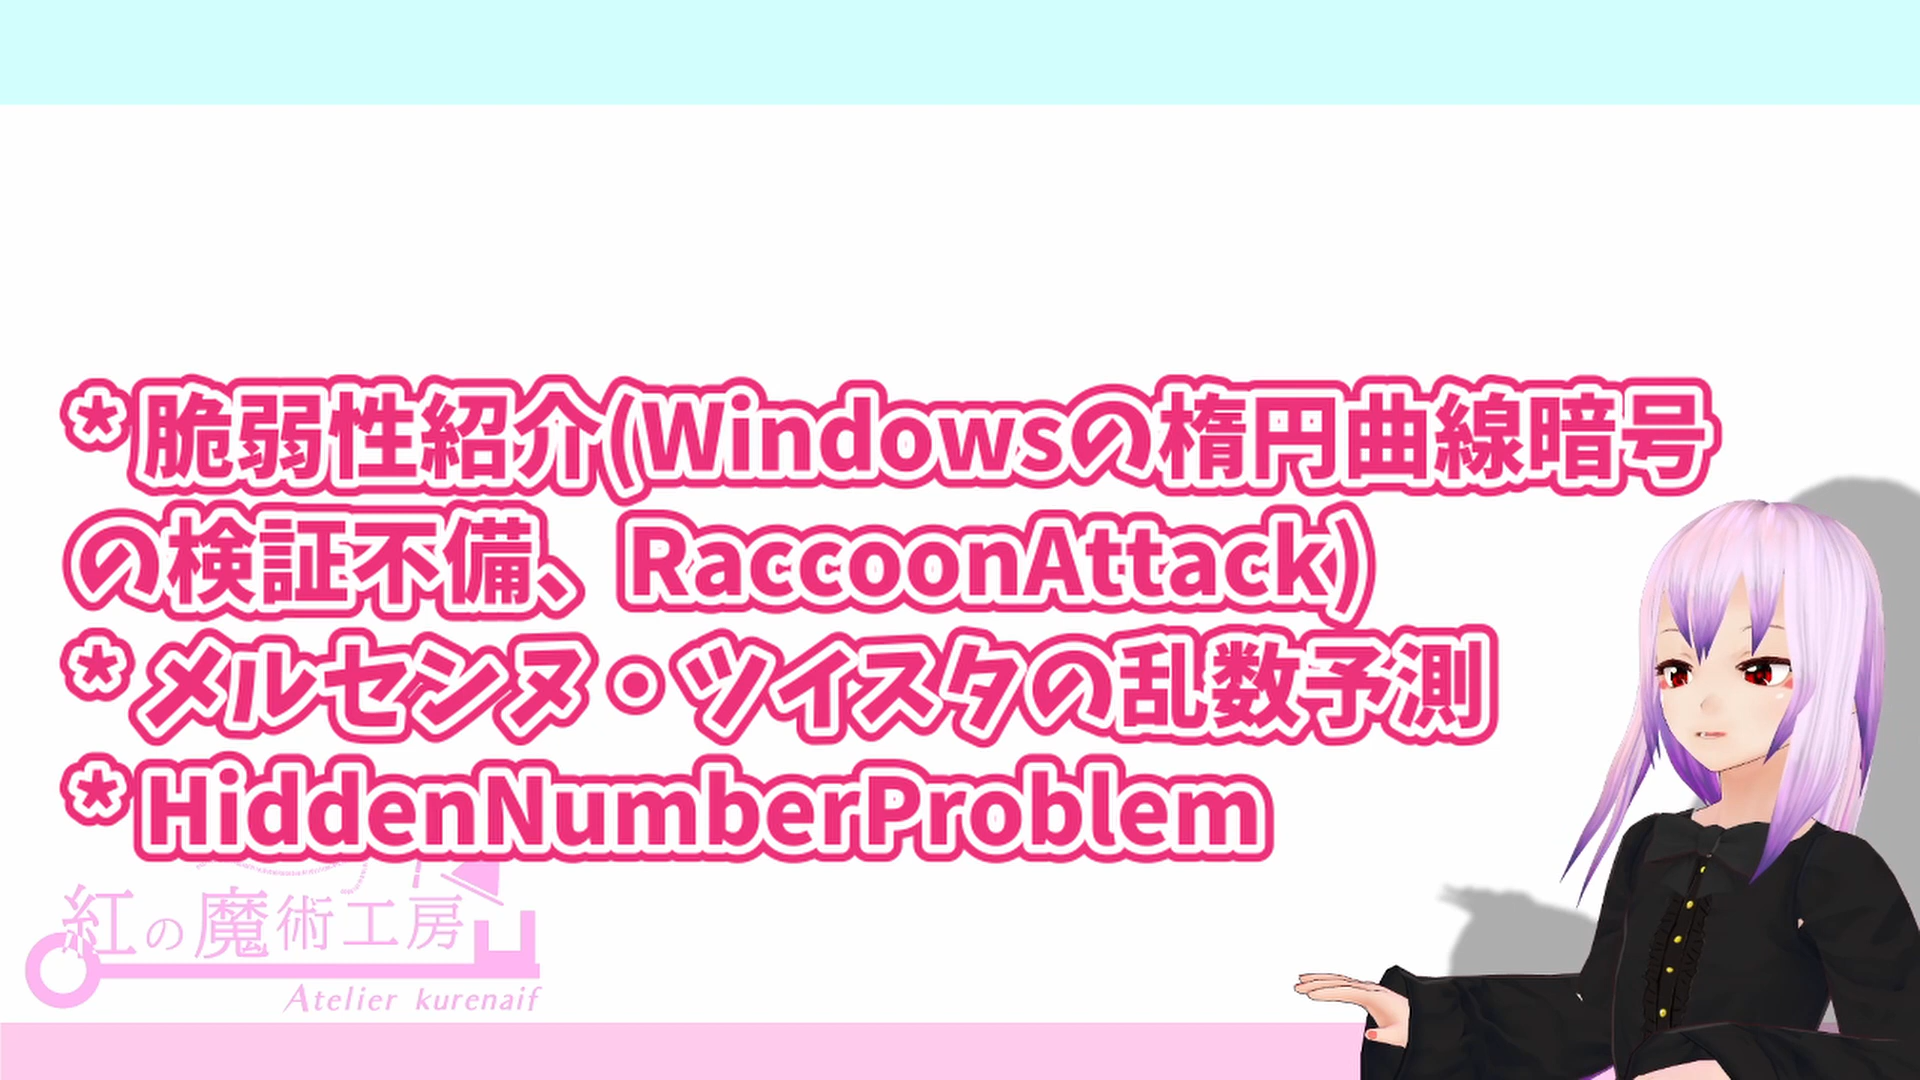 * 脆弱性紹介(Windowsの楕円曲線暗号
の検証不備、RaccoonAttack)
* メルセンヌ・ツイスタの乱数予測
* HiddenNumberProblem
紅の魔術工房
Atelier kurenaif